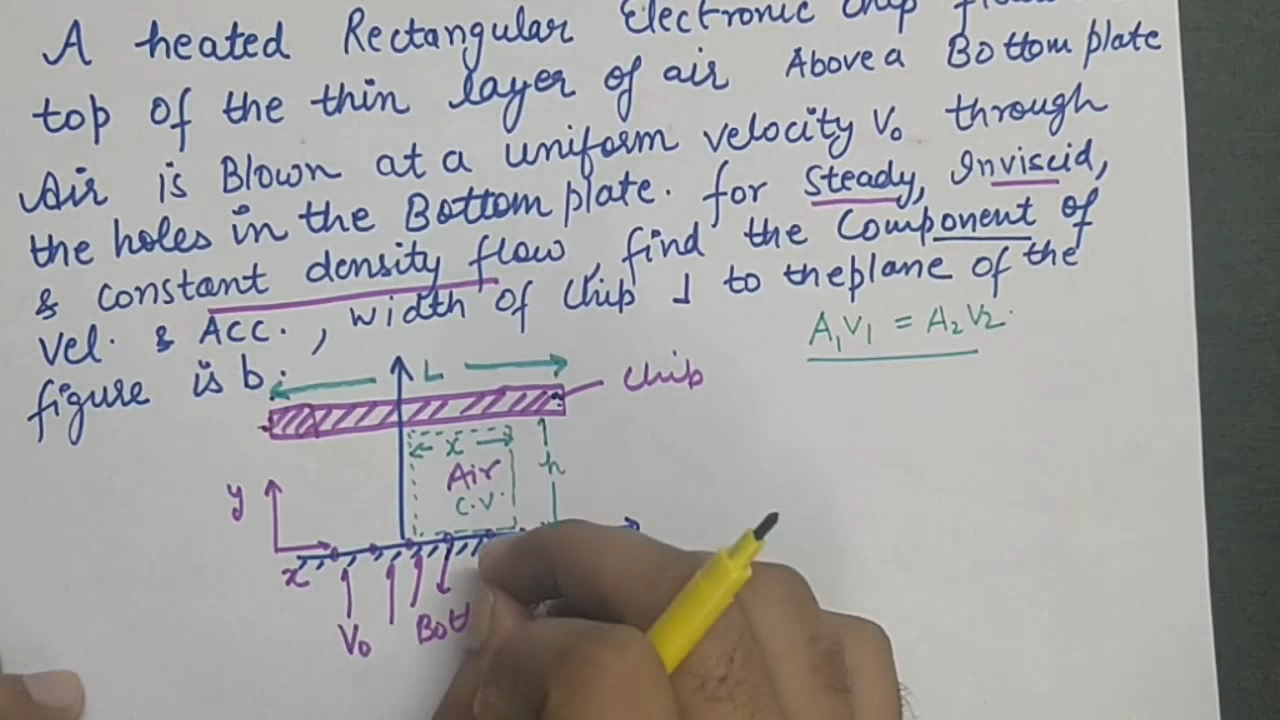 A heated Rectangular Electronic chip
top of the thin layer of air Above a Bottom plate
Air is Blown at a uniform velocity V₀ through
the holes in the Bottom plate. for Steady, Inviscid,
& constant density flow, find the Component of
Vel. & Acc., width of Chip ⊥ to the plane of the
figure is b.
A₁V₁ = A₂V₂.
L
Chip
x
h
Air
C.V.
y
x
V₀